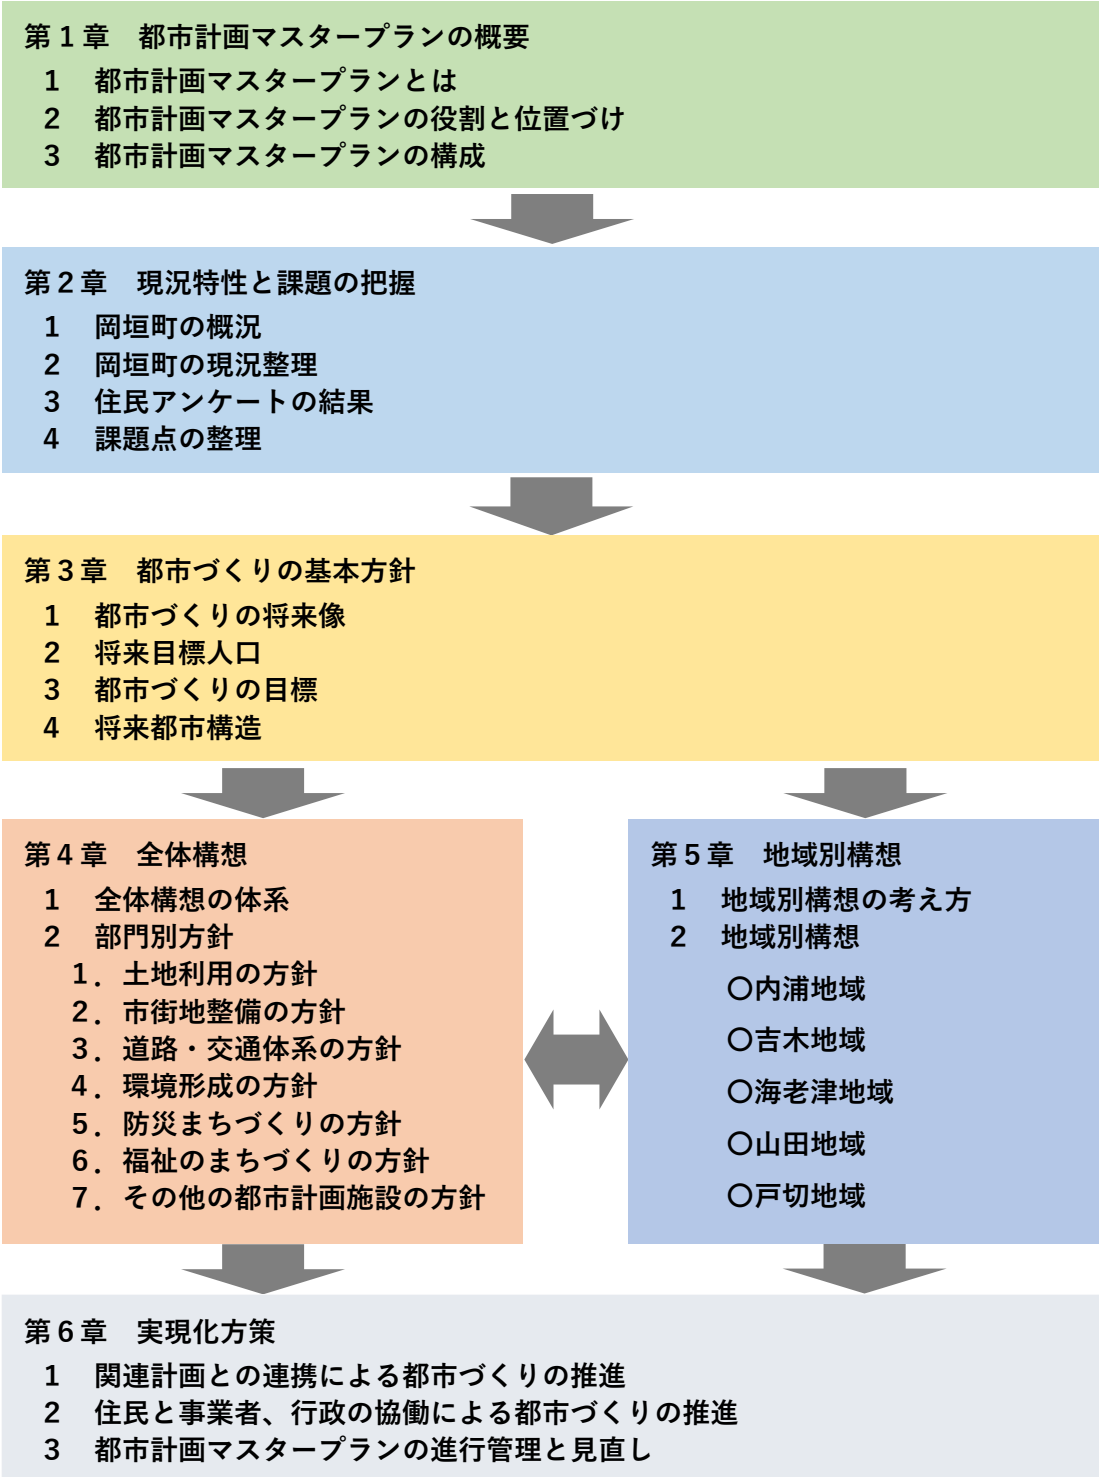 第1章　都市計画マスタープランの概要
1　都市計画マスタープランとは
2　都市計画マスタープランの役割と位置づけ
3　都市計画マスタープランの構成
第2章　現況特性と課題の把握
1　岡垣町の概況
2　岡垣町の現況整理
3　住民アンケートの結果
4　課題点の整理
第3章　都市づくりの基本方針
1　都市づくりの将来像
2　将来目標人口
3　都市づくりの目標
4　将来都市構造
第4章　全体構想
1　全体構想の体系
2　部門別方針
1．土地利用の方針
2．市街地整備の方針
3．道路・交通体系の方針
4．環境形成の方針
5．防災まちづくりの方針
6．福祉のまちづくりの方針
7．その他の都市計画施設の方針
第5章　地域別構想
1　地域別構想の考え方
2　地域別構想
〇内浦地域
〇吉木地域
〇海老津地域
〇山田地域
〇戸切地域
第6章　実現化方策
1　関連計画との連携による都市づくりの推進
2　住民と事業者、行政の協働による都市づくりの推進
3　都市計画マスタープランの進行管理と見直し